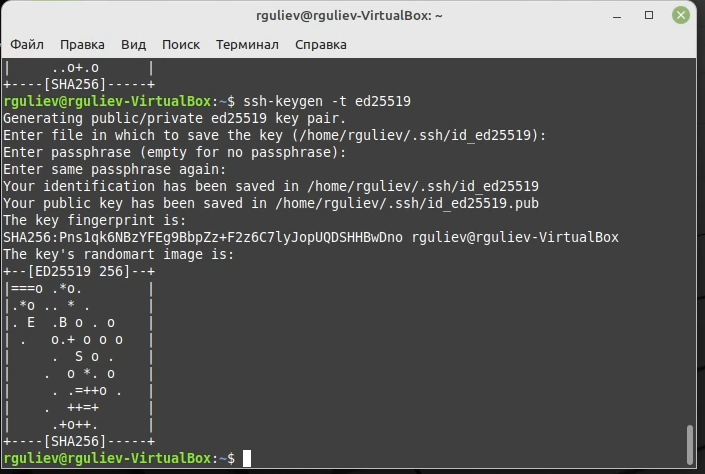 rguliev@rguliev-VirtualBox: ~
Файл Правка Вид Поиск Терминал Справка
|     ..o+.o      |
+----[SHA256]-----+
rguliev@rguliev-VirtualBox:~$ ssh-keygen -t ed25519
Generating public/private ed25519 key pair.
Enter file in which to save the key (/home/rguliev/.ssh/id_ed25519):
Enter passphrase (empty for no passphrase):
Enter same passphrase again:
Your identification has been saved in /home/rguliev/.ssh/id_ed25519
Your public key has been saved in /home/rguliev/.ssh/id_ed25519.pub
The key fingerprint is:
SHA256:Pns1qk6NBzYFEg9BbpZz+F2z6C7lyJopUQDSHHBwDno rguliev@rguliev-VirtualBox
The key's randomart image is:
+--[ED25519 256]--+
|===o .*o.        |
|.*o .. * .       |
|. E  .B o . o    |
| .   o.+ o o o   |
|     .  S o .    |
|    .  o *. o    |
|     . .=++o .   |
|    .  ++=+      |
|     .+o++.      |
+----[SHA256]-----+
rguliev@rguliev-VirtualBox:~$